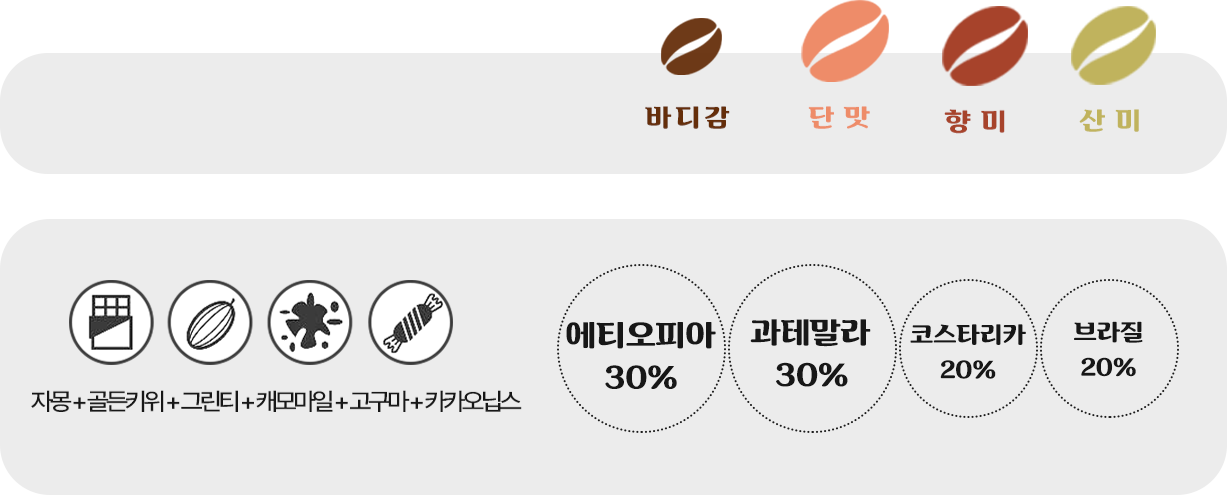 바디감 단맛 향미 산미
에티오피아 과테말라 코스타리카 브라질
30% 30% 20% 20%
자몽+골든키위+그린티+캐모마일+고구마+카카오닙스